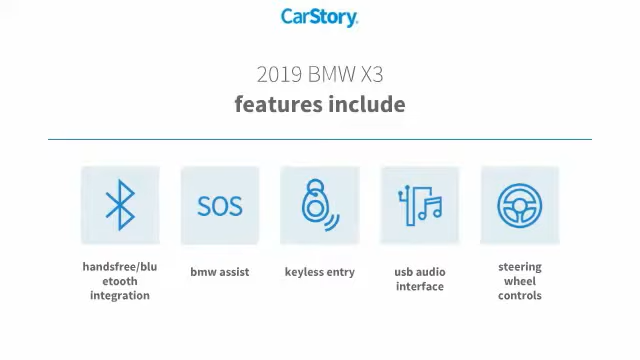 CarStory.
2019 BMW X3
features include
SOS
handsfree/blu
etooth
integration
bmw assist
keyless entry
usb audio
interface
steering
wheel
controls